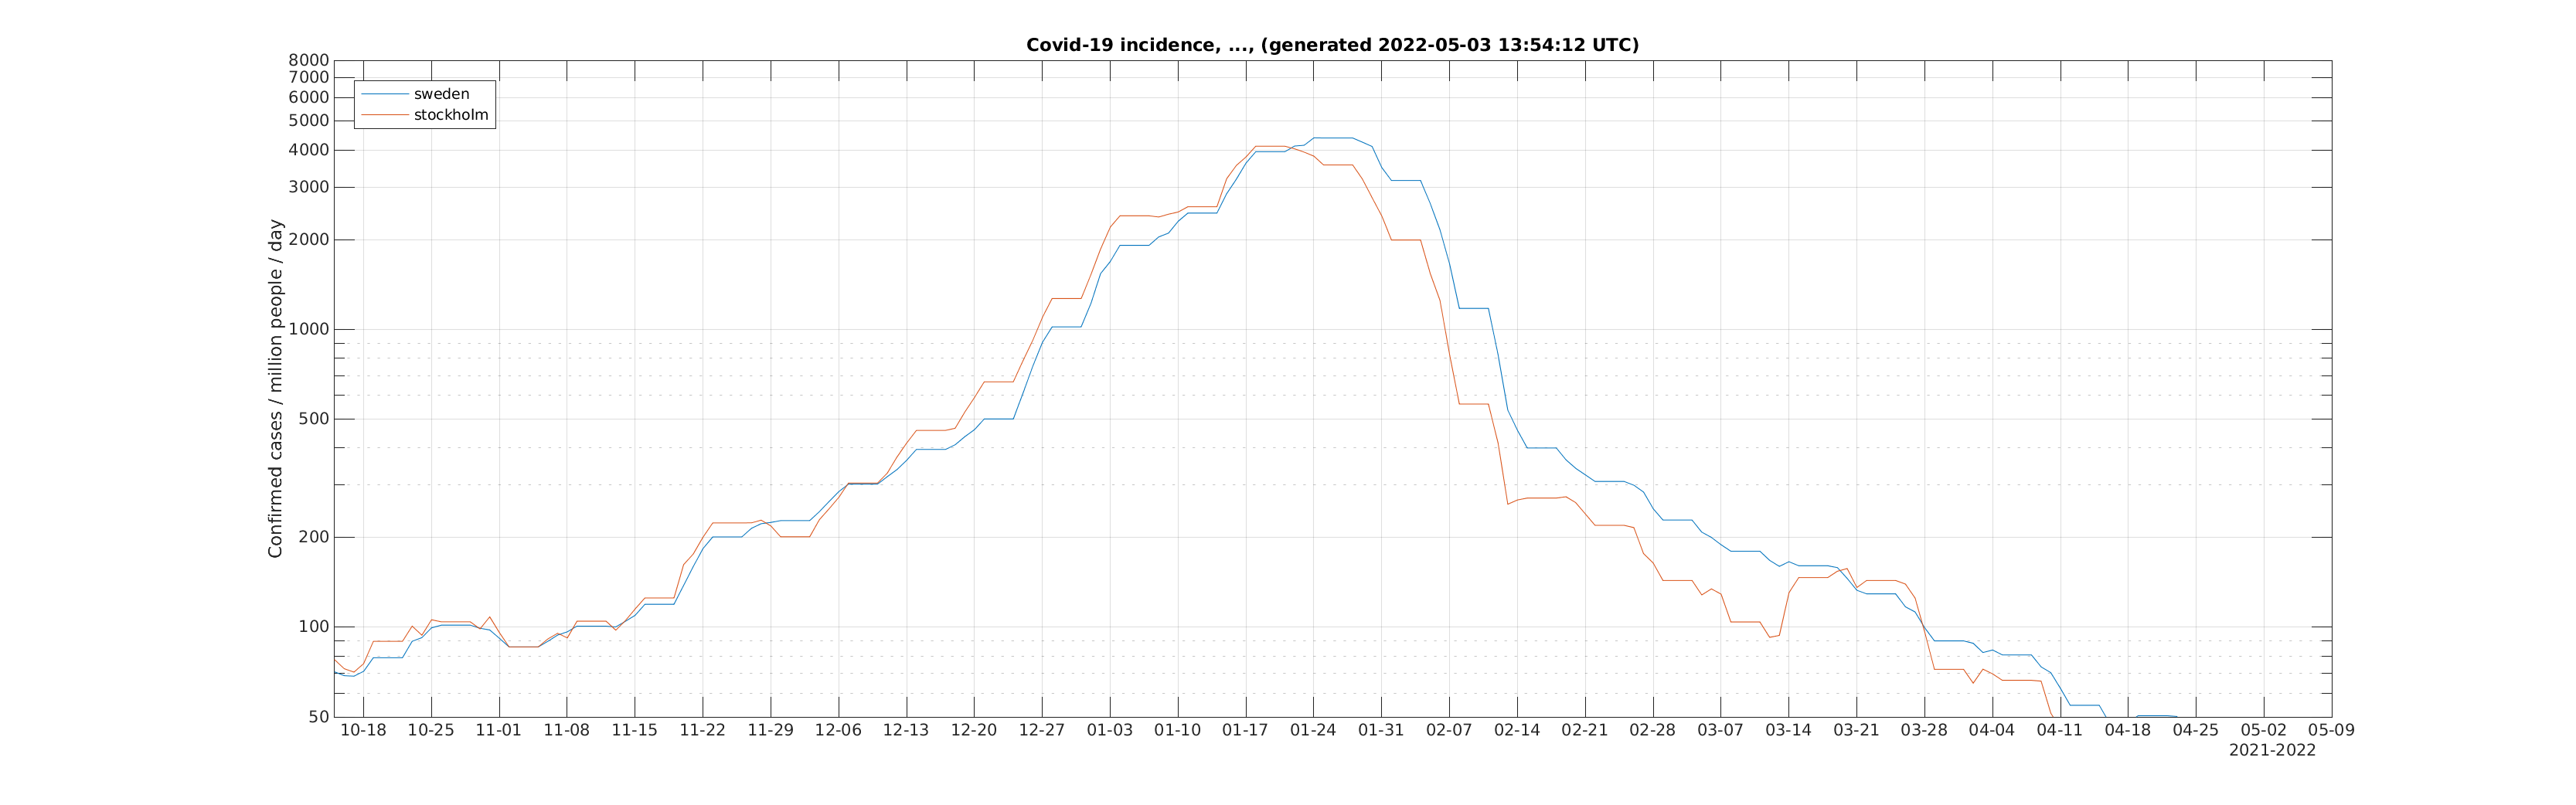 Covid-19 incidence, ..., (generated 2022-05-03 13:54:12 UTC)
8000
7000
6000
5000
4000
3000
2000
1000
500
200
100
50
Confirmed cases / million people / day
sweden
stockholm
10-18 10-25 11-01 11-08 11-15 11-22 11-29 12-06 12-13 12-20 12-27 01-03 01-10 01-17 01-24 01-31 02-07 02-14 02-21 02-28 03-07 03-14 03-21 03-28 04-04 04-11 04-18 04-25 05-02 05-09
2021-2022